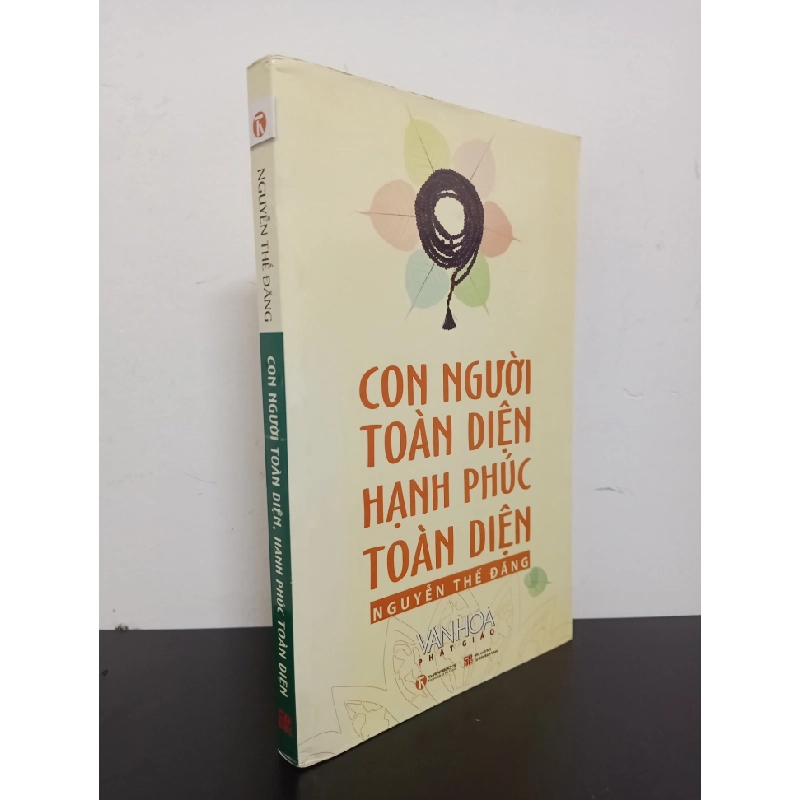 NGUYỄN THẾ ĐĂNG
CON NGƯỜI TOÀN DIỆN, HẠNH PHÚC TOÀN DIỆN
CON NGƯỜI
TOÀN DIỆN
HẠNH PHÚC
TOÀN DIỆN
NGUYỄN THẾ ĐĂNG
VĂN HÓA
PHẬT GIÁO